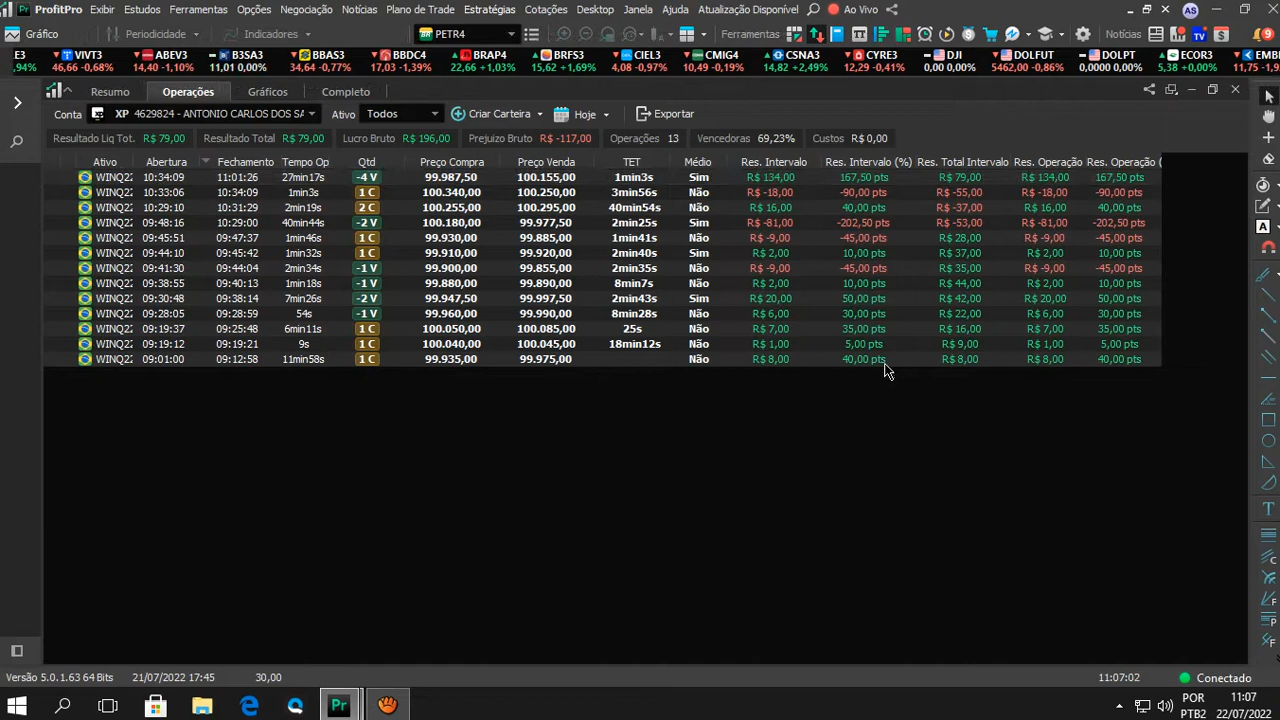 ProfitPro Exibir Estudos Ferramentas Opções Negociação Notícias Plano de Trade Estratégias Cotações Desktop Janela Ajuda Atualização Disponível Ao Vivo AS
Gráfico Periodicidade Indicadores PETR4 Ferramentas Notícias 9
E3 VIVT3 ABEV3 B3SA3 BBAS3 BBDC4 BRAP4 BRFS3 CIEL3 CMIG4 CSNA3 CYRE3 DJI DOLFUT DOLPT ECOR3 EMB
,94% 46,66 -0,68% 14,40 -1,10% 11,01 0,00% 34,64 -0,77% 17,03 -1,39% 22,66 +1,03% 15,62 +1,69% 4,08 -0,97% 10,49 -0,19% 14,82 +2,49% 12,29 -0,41% 0,00 0,00% 5462,00 -0,86% 0,0000 0,00% 5,38 0,00% 11,75 -1,9
Resumo Operações Gráficos Completo
Conta XP 4629824 - ANTONIO CARLOS DOS SA Ativo Todos Criar Carteira Hoje Exportar
Resultado Liq Tot. R$ 79,00 Resultado Total R$ 79,00 Lucro Bruto R$ 196,00 Prejuizo Bruto R$ -117,00 Operações 13 Vencedoras 69,23% Custos R$ 0,00
Ativo Abertura Fechamento Tempo Op Qtd Preço Compra Preço Venda TET Médio Res. Intervalo Res. Intervalo (%) Res. Total Intervalo Res. Operação Res. Operação (
WINQ22 10:34:09 11:01:26 27min17s -4 V 99.987,50 100.155,00 1min3s Sim R$ 134,00 167,50 pts R$ 79,00 R$ 134,00 167,50 pts
WINQ22 10:33:06 10:34:09 1min3s 1 C 100.340,00 100.250,00 3min56s Não R$ -18,00 -90,00 pts R$ -55,00 R$ -18,00 -90,00 pts
WINQ22 10:29:10 10:31:29 2min19s 2 C 100.255,00 100.295,00 40min54s Não R$ 16,00 40,00 pts R$ -37,00 R$ 16,00 40,00 pts
WINQ22 09:48:16 10:29:00 40min44s -2 V 100.180,00 99.977,50 2min25s Sim R$ -81,00 -202,50 pts R$ -53,00 R$ -81,00 -202,50 pts
WINQ22 09:45:51 09:47:37 1min46s 1 C 99.930,00 99.885,00 1min41s Não R$ -9,00 -45,00 pts R$ 28,00 R$ -9,00 -45,00 pts
WINQ22 09:44:10 09:45:42 1min32s 1 C 99.910,00 99.920,00 2min40s Sim R$ 2,00 10,00 pts R$ 37,00 R$ 2,00 10,00 pts
WINQ22 09:41:30 09:44:04 2min34s -1 V 99.900,00 99.855,00 2min35s Não R$ -9,00 -45,00 pts R$ 35,00 R$ -9,00 -45,00 pts
WINQ22 09:38:55 09:40:13 1min18s -1 V 99.880,00 99.890,00 8min7s Não R$ 2,00 10,00 pts R$ 44,00 R$ 2,00 10,00 pts
WINQ22 09:30:48 09:38:14 7min26s -2 V 99.947,50 99.997,50 2min43s Sim R$ 20,00 50,00 pts R$ 42,00 R$ 20,00 50,00 pts
WINQ22 09:28:05 09:28:59 54s -1 V 99.960,00 99.990,00 8min28s Não R$ 6,00 30,00 pts R$ 22,00 R$ 6,00 30,00 pts
WINQ22 09:19:37 09:25:48 6min11s 1 C 100.050,00 100.085,00 25s Não R$ 7,00 35,00 pts R$ 16,00 R$ 7,00 35,00 pts
WINQ22 09:19:12 09:19:21 9s 1 C 100.040,00 100.045,00 18min12s Não R$ 1,00 5,00 pts R$ 9,00 R$ 1,00 5,00 pts
WINQ22 09:01:00 09:12:58 11min58s 1 C 99.935,00 99.975,00 Não R$ 8,00 40,00 pts R$ 8,00 R$ 8,00 40,00 pts
Versão 5.0.1.63 64 Bits 21/07/2022 17:45 30,00 Conectado
11:07:02
POR 11:07
PTB2 22/07/2022